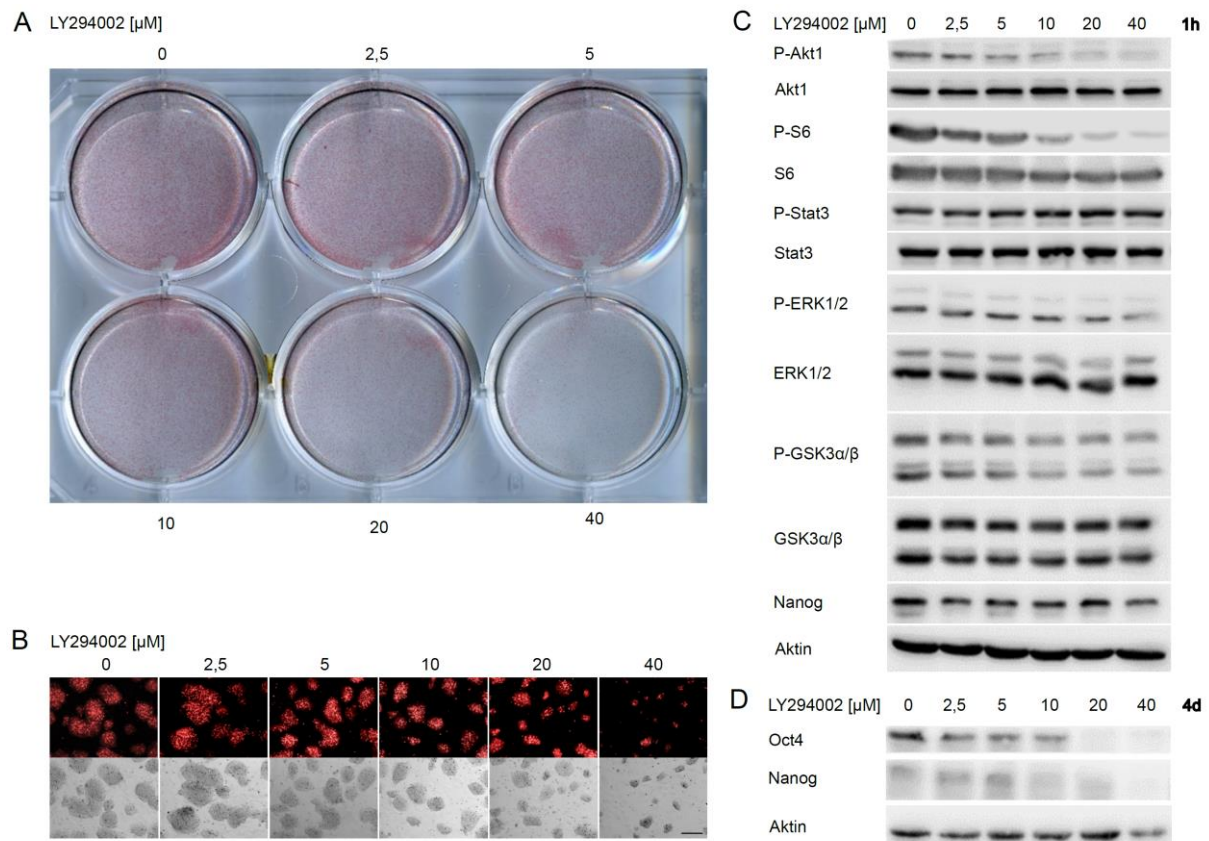 A
LY294002 [µM]
0 2,5 5
10 20 40
B
LY294002 [µM]
0 2,5 5 10 20 40
C
LY294002 [µM] 0 2,5 5 10 20 40 1h
P-Akt1
Akt1
P-S6
S6
P-Stat3
Stat3
P-ERK1/2
ERK1/2
P-GSK3α/β
GSK3α/β
Nanog
Aktin
D
LY294002 [µM] 0 2,5 5 10 20 40 4d
Oct4
Nanog
Aktin